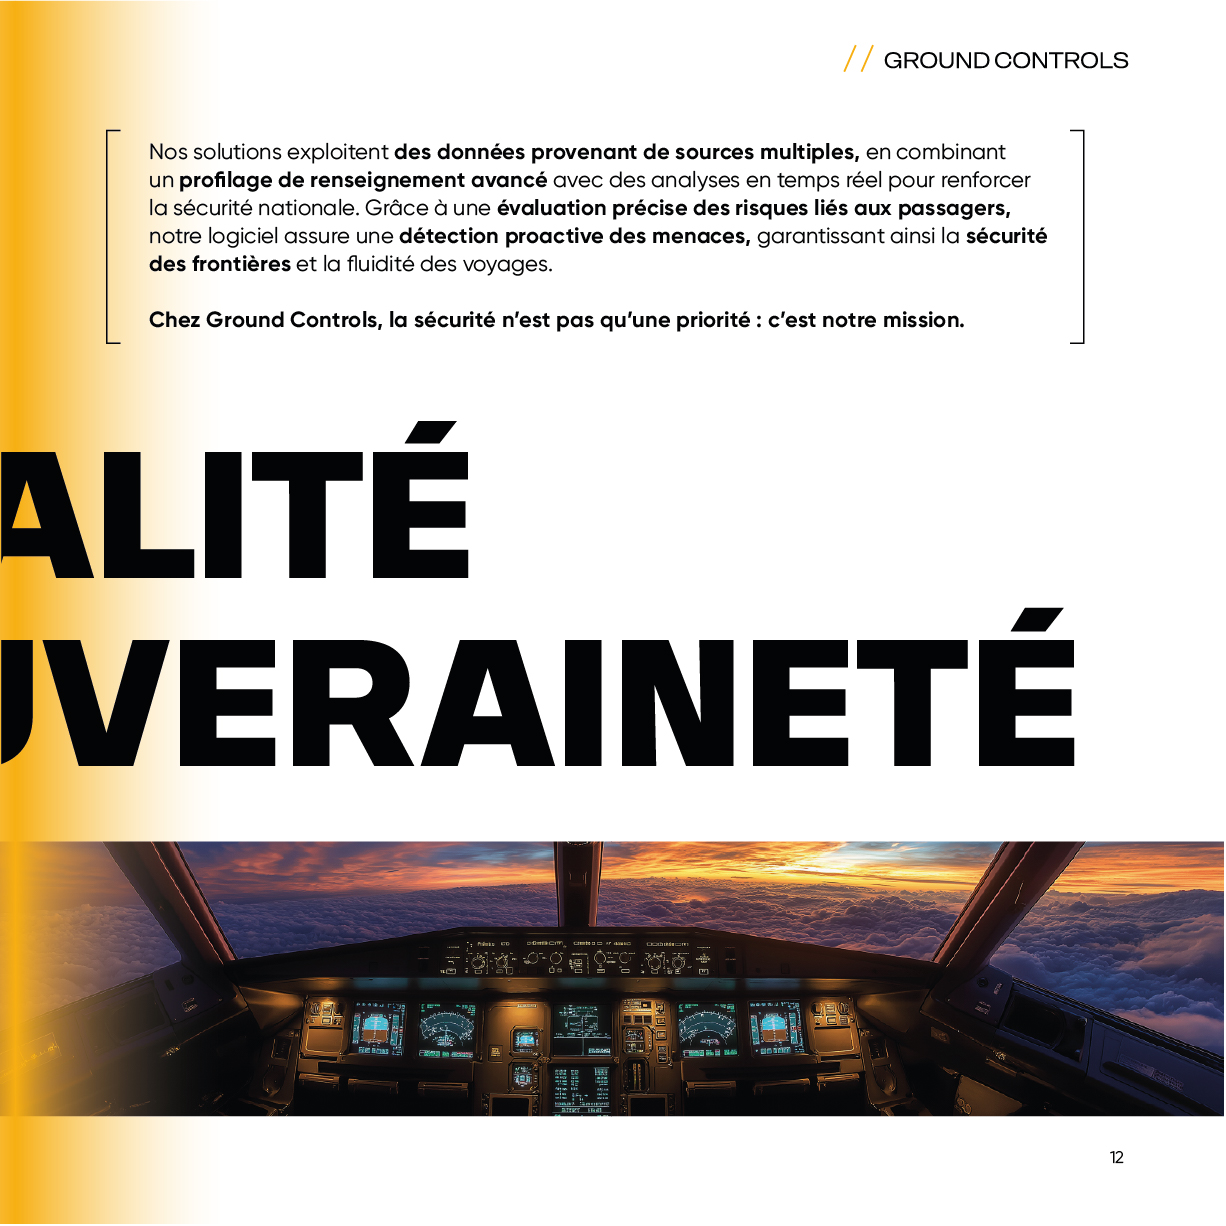 // GROUND CONTROLS
Nos solutions exploitent des données provenant de sources multiples, en combinant
un profilage de renseignement avancé avec des analyses en temps réel pour renforcer
la sécurité nationale. Grâce à une évaluation précise des risques liés aux passagers,
notre logiciel assure une détection proactive des menaces, garantissant ainsi la sécurité
des frontières et la fluidité des voyages.
Chez Ground Controls, la sécurité n’est pas qu’une priorité : c’est notre mission.
ALITÉ
UVERAINETÉ
12